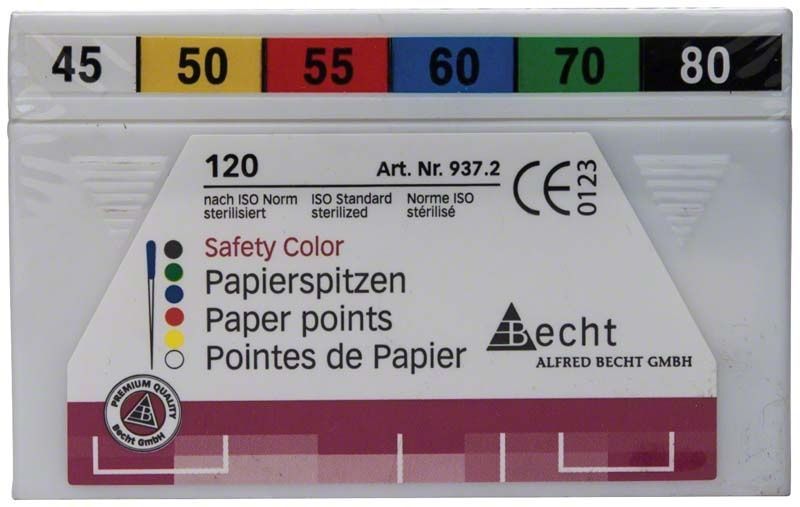 45 50 55 60 70 80
120 Art. Nr. 937.2
CE 0123
nach ISO Norm ISO Standard Norme ISO
sterilisiert sterilized stérilisé
Safety Color
Papierspitzen
Paper points
Pointes de Papier
Becht
ALFRED BECHT GMBH
PREMIUM QUALITY
B
Becht GmbH